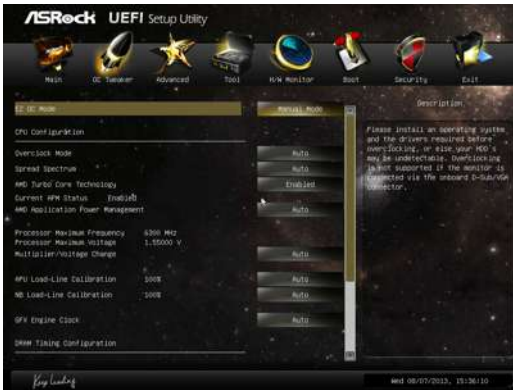 ASRock UEFI Setup Utility
Main OC Tweaker Advanced Tool H/W Monitor Boot Security Exit
EZ OC Mode Manual Mode
CPU Configuration
Overclock Mode Auto
Spread Spectrum Auto
AMD Turbo Core Technology Enabled
Current APM Status Enabled
AMD Application Power Management Auto
Processor Maximum Frequency 6300 MHz
Processor Maximum Voltage 1.55000 V
Multiplier/Voltage Change Auto
APU Load-Line Calibration 100% Auto
NB Load-Line Calibration 100% Auto
GFX Engine Clock Auto
DRAM Timing Configuration
Description
Please install an operating system
and the drivers required before
overclocking, or else your HDD's
may be undetectable. Overclocking
is not supported if the monitor is
connected via the onboard D-Sub/VGA
connector.
Keep Leading
Wed 08/07/2013, 15:36:10